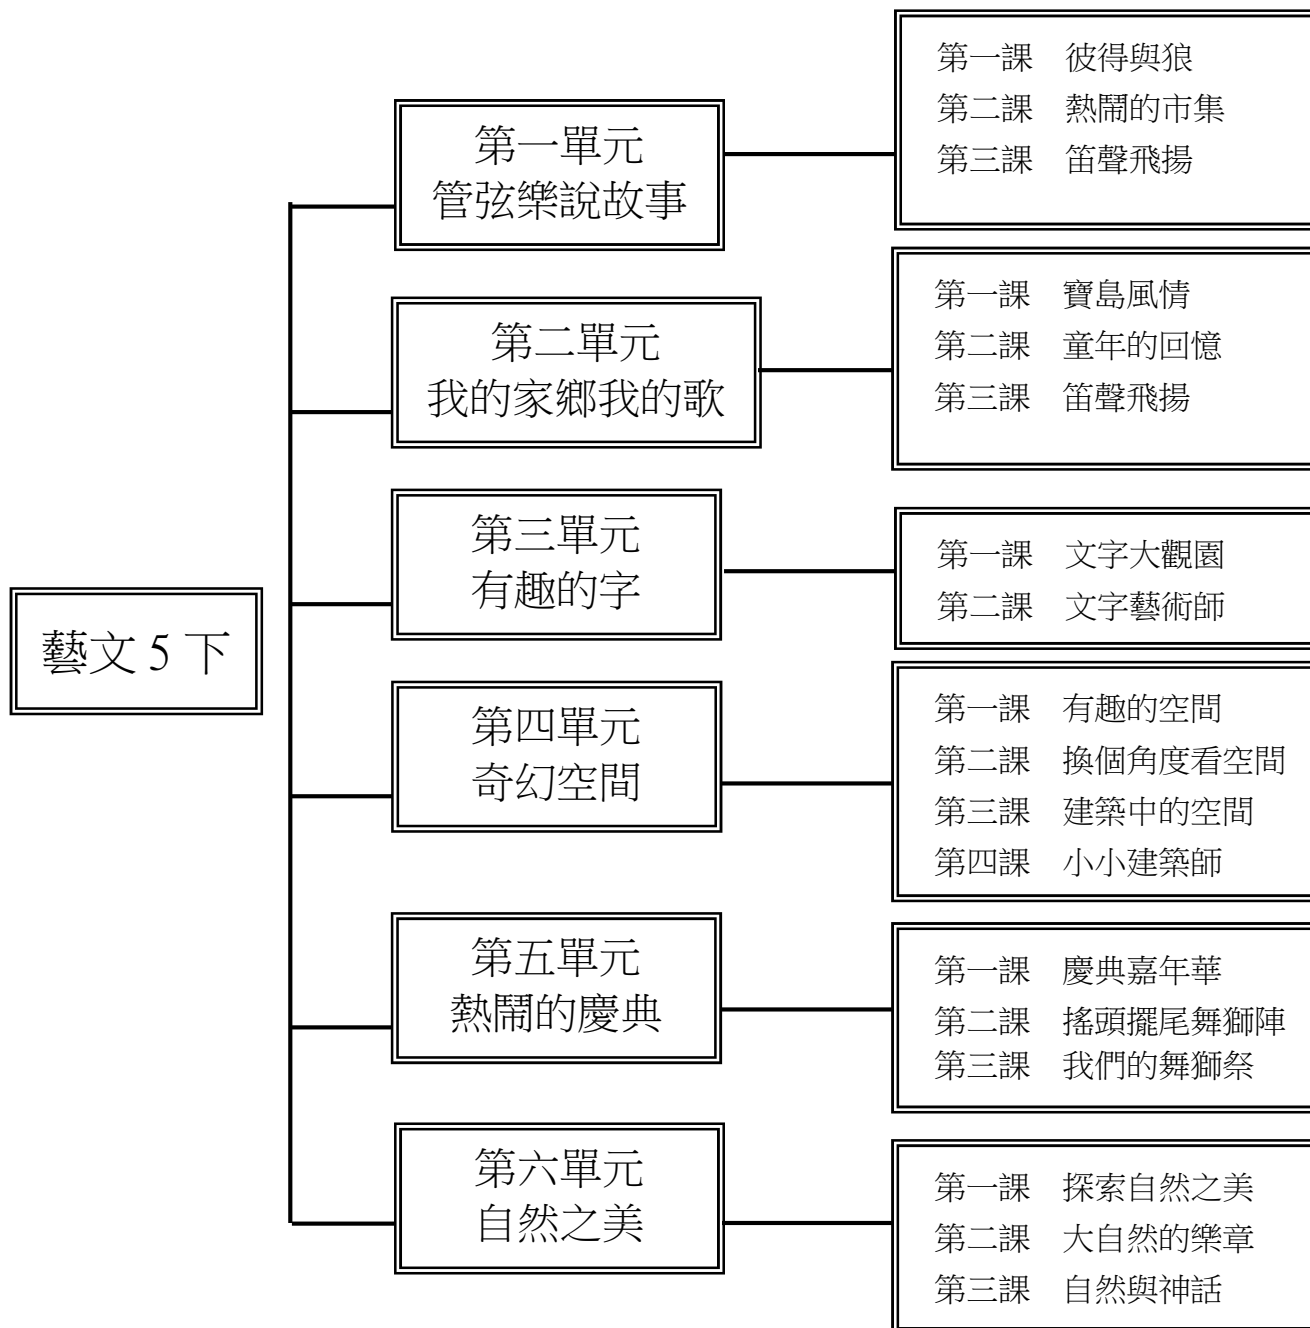 藝文 5 下
第一單元
管弦樂說故事
第一課 彼得與狼
第二課 熱鬧的市集
第三課 笛聲飛揚
第二單元
我的家鄉我的歌
第一課 寶島風情
第二課 童年的回憶
第三課 笛聲飛揚
第三單元
有趣的字
第一課 文字大觀園
第二課 文字藝術師
第四單元
奇幻空間
第一課 有趣的空間
第二課 換個角度看空間
第三課 建築中的空間
第四課 小小建築師
第五單元
熱鬧的慶典
第一課 慶典嘉年華
第二課 搖頭擺尾舞獅陣
第三課 我們的舞獅祭
第六單元
自然之美
第一課 探索自然之美
第二課 大自然的樂章
第三課 自然與神話